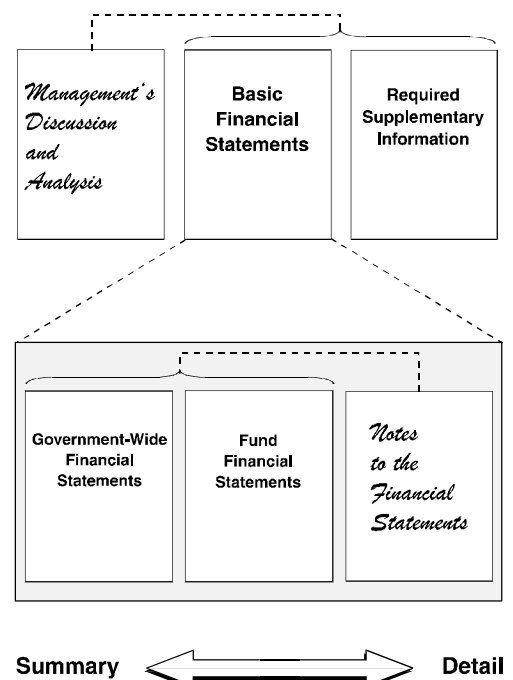 Management's
Discussion
and
Analysis
Basic
Financial
Statements
Required
Supplementary
Information
Government-Wide
Financial
Statements
Fund
Financial
Statements
Notes
to the
Financial
Statements
Summary
Detail